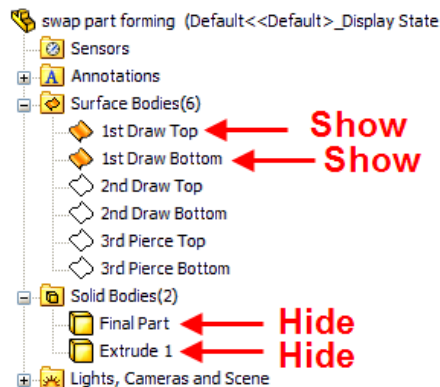 swap part forming (Default<<Default>_Display State
Sensors
A Annotations
Surface Bodies(6)
1st Draw Top Show
1st Draw Bottom Show
2nd Draw Top
2nd Draw Bottom
3rd Pierce Top
3rd Pierce Bottom
Solid Bodies(2)
Final Part Hide
Extrude 1 Hide
Lights, Cameras and Scene